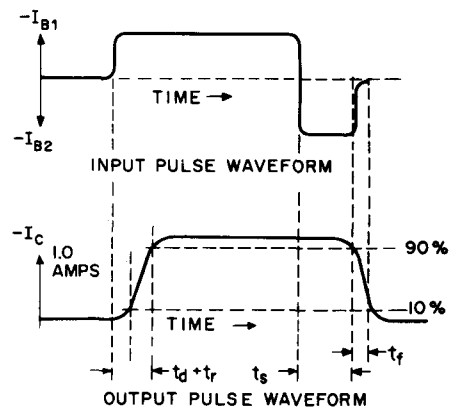 -I_B1
TIME →
-I_B2
INPUT PULSE WAVEFORM
-I_C
1.0
AMPS
90%
10%
TIME →
t_d + t_r
t_s
t_f
OUTPUT PULSE WAVEFORM